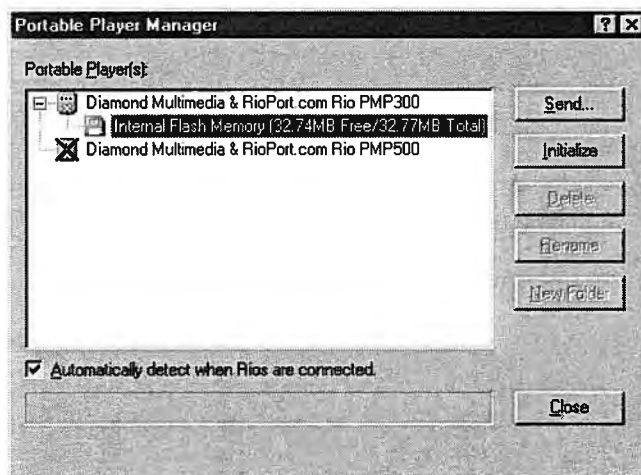 Portable Player Manager
Portable Player(s):
Diamond Multimedia & RioPort.com Rio PMP300
Internal Flash Memory (32.74MB Free/32.77MB Total)
Diamond Multimedia & RioPort.com Rio PMP500
Send...
Initialize
Delete
Rename
New Folder
Automatically detect when Rios are connected.
Close